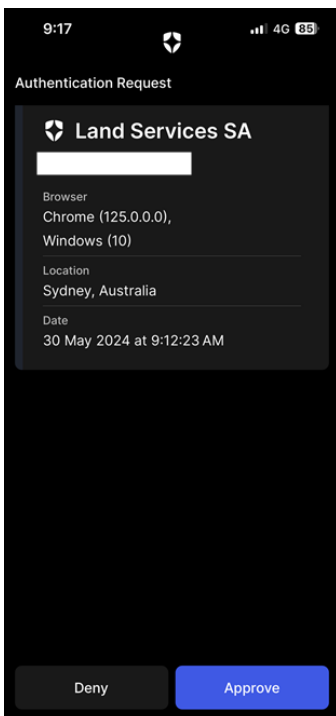 9:17
4G 85
Authentication Request
Land Services SA
Browser
Chrome (125.0.0.0),
Windows (10)
Location
Sydney, Australia
Date
30 May 2024 at 9:12:23 AM
Deny
Approve